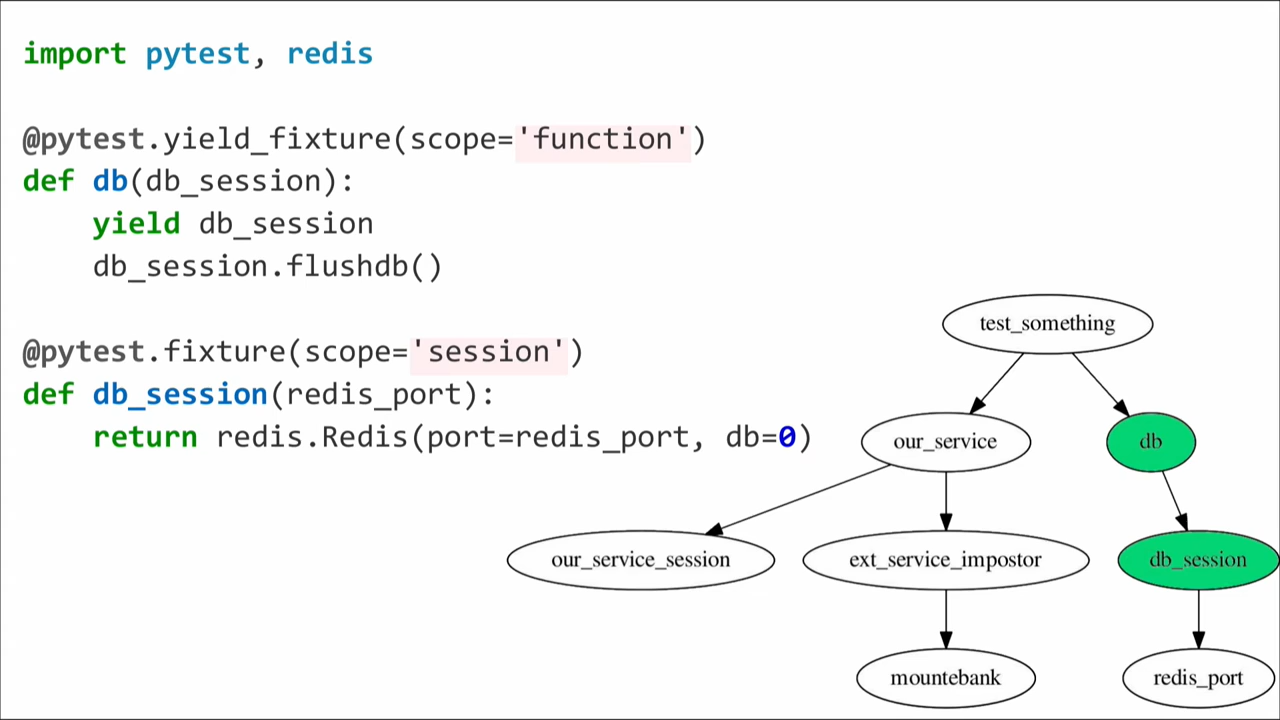 import pytest, redis
@pytest.yield_fixture(scope='function')
def db(db_session):
    yield db_session
    db_session.flushdb()
@pytest.fixture(scope='session')
def db_session(redis_port):
    return redis.Redis(port=redis_port, db=0)
test_something
our_service
db
our_service_session
ext_service_impostor
db_session
mountebank
redis_port